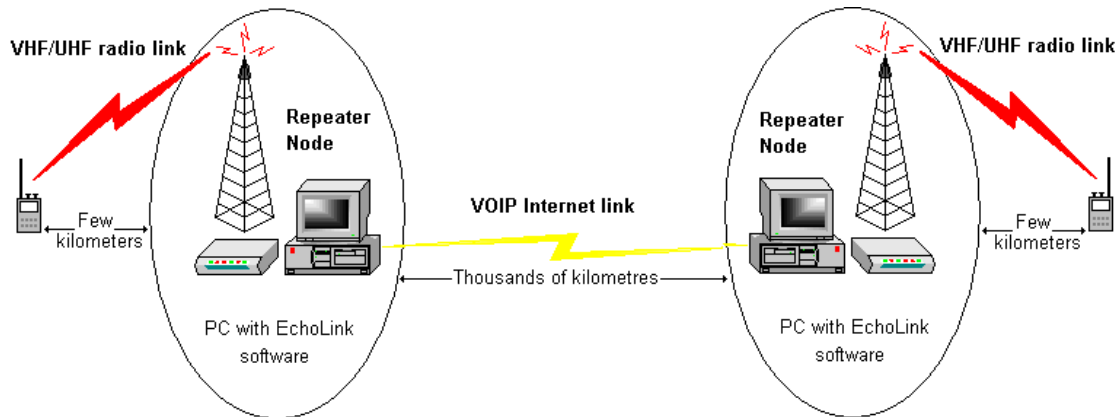 VHF/UHF radio link
VHF/UHF radio link
Repeater
Node
Repeater
Node
VOIP Internet link
Few
kilometers
Few
kilometers
Thousands of kilometres
PC with EchoLink
software
PC with EchoLink
software